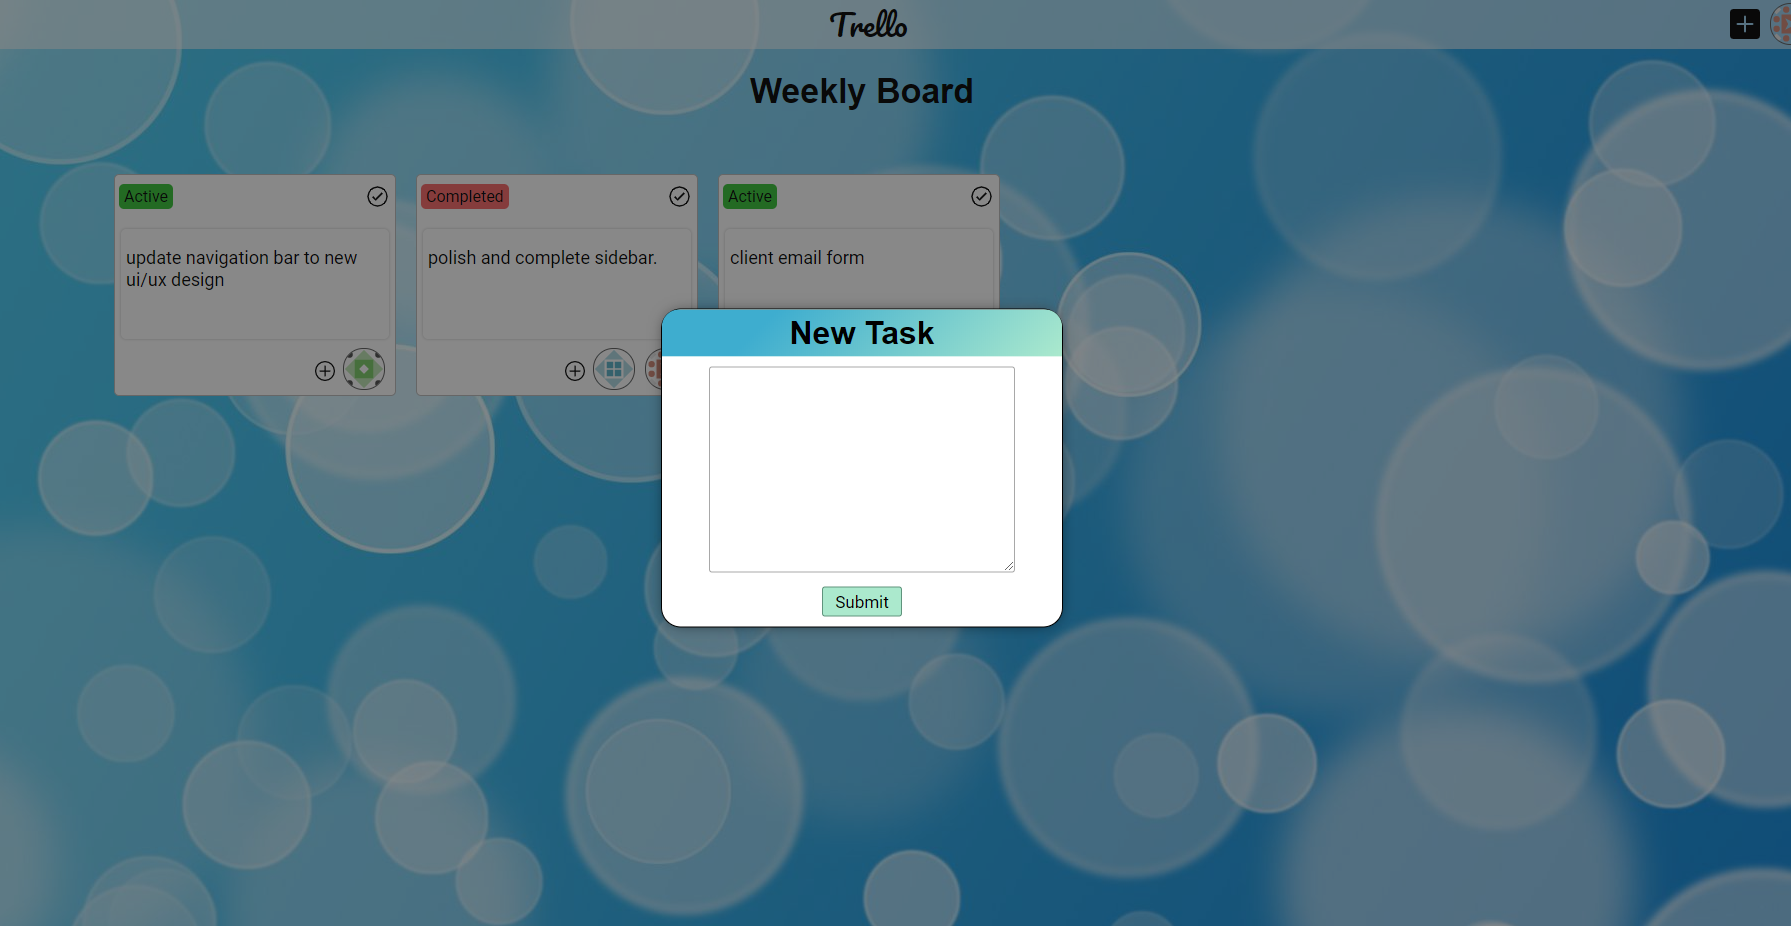 Trello
Weekly Board
Active
Completed
Active
update navigation bar to new
ui/ux design
polish and complete sidebar.
client email form
New Task
Submit